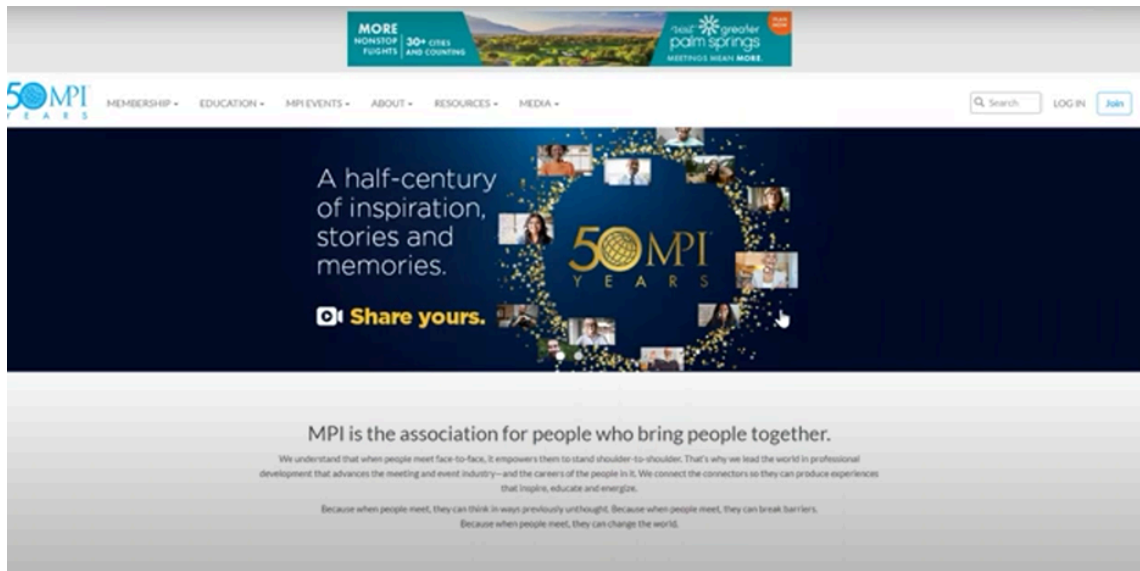 MORE
NONSTOP
FLIGHTS
30+ CITIES
AND COUNTING
visit greater
palm springs
MEETINGS MEAN MORE.
PLAN
NOW
50 MPI
YEARS
MEMBERSHIP
EDUCATION
MPI EVENTS
ABOUT
RESOURCES
MEDIA
Search
LOG IN
Join
A half-century
of inspiration,
stories and
memories.
Share yours.
50 MPI
YEARS
MPI is the association for people who bring people together.
We understand that when people meet face-to-face, it empowers them to stand shoulder-to-shoulder. That's why we lead the world in professional
development that advances the meeting and event industry—and the careers of the people in it. We connect the connectors so they can produce experiences
that inspire, educate and energize.
Because when people meet, they can think in ways previously unthought. Because when people meet, they can break barriers.
Because when people meet, they can change the world.